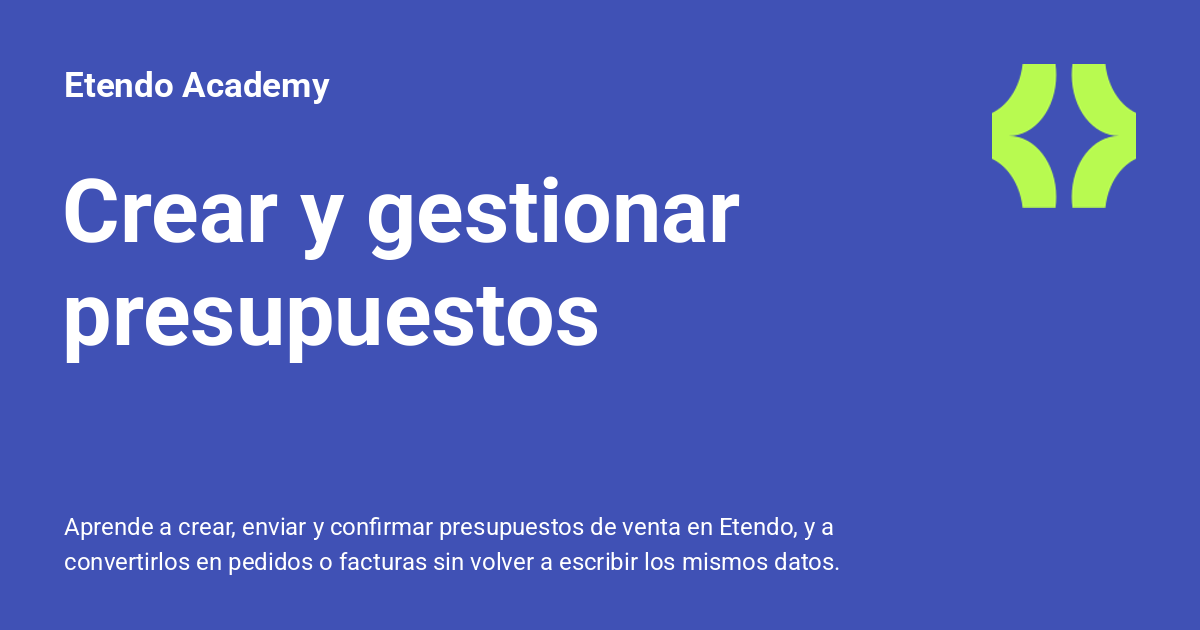 Etendo Academy
Crear y gestionar
presupuestos
Aprende a crear, enviar y confirmar presupuestos de venta en Etendo, y a
convertirlos en pedidos o facturas sin volver a escribir los mismos datos.